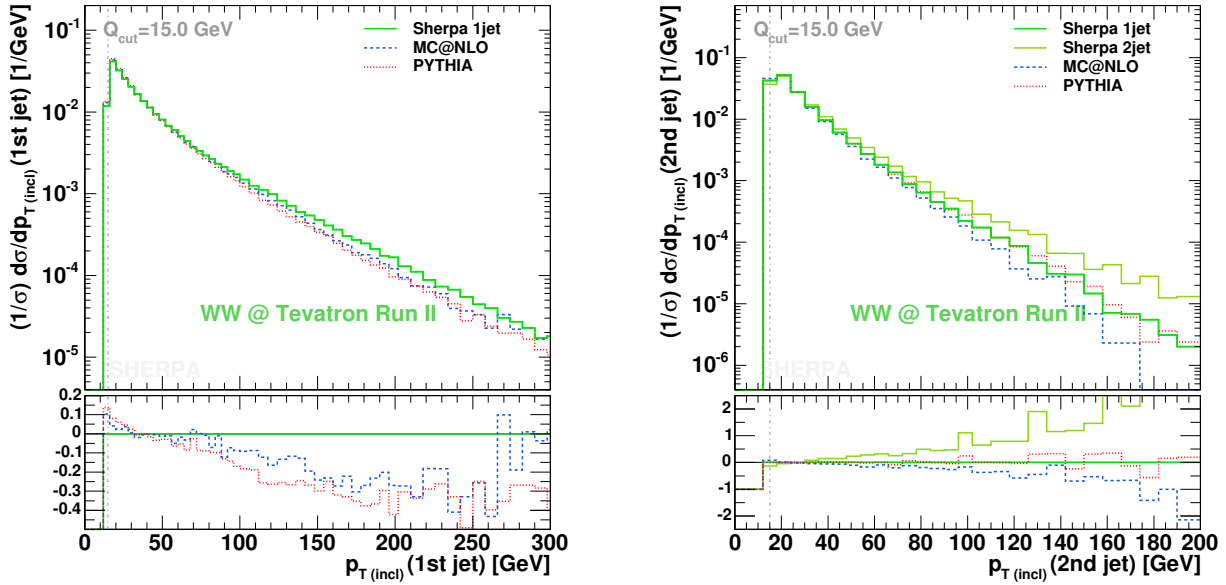 (1/σ) dσ/dp_T (incl) (1st jet) [1/GeV]
10^-1
10^-2
10^-3
10^-4
10^-5
Q_cut=15.0 GeV
Sherpa 1jet
MC@NLO
PYTHIA
WW @ Tevatron Run II
SHERPA
0.2
0.1
0
-0.1
-0.2
-0.3
-0.4
0 50 100 150 200 250 300
p_T (incl) (1st jet) [GeV]
(1/σ) dσ/dp_T (incl) (2nd jet) [1/GeV]
10^-1
10^-2
10^-3
10^-4
10^-5
10^-6
Q_cut=15.0 GeV
Sherpa 1jet
Sherpa 2jet
MC@NLO
PYTHIA
WW @ Tevatron Run II
SHERPA
2
1
0
-1
-2
0 20 40 60 80 100 120 140 160 180 200
p_T (incl) (2nd jet) [GeV]